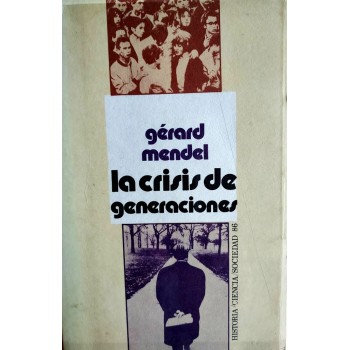 gérard
mendel
la crisis de
generaciones
HISTORIA/CIENCIA/SOCIEDAD 86